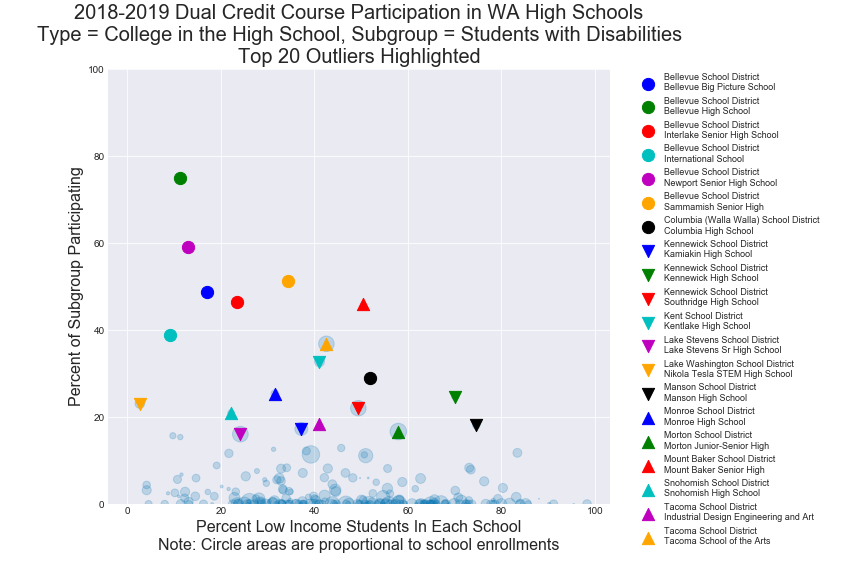 2018-2019 Dual Credit Course Participation in WA High Schools
Type = College in the High School, Subgroup = Students with Disabilities
Top 20 Outliers Highlighted
Percent of Subgroup Participating
100
80
60
40
20
0
0 20 40 60 80 100
Percent Low Income Students In Each School
Note: Circle areas are proportional to school enrollments
Bellevue School District
Bellevue Big Picture School
Bellevue School District
Bellevue High School
Bellevue School District
Interlake Senior High School
Bellevue School District
International School
Bellevue School District
Newport Senior High School
Bellevue School District
Sammamish Senior High
Columbia (Walla Walla) School District
Columbia High School
Kennewick School District
Kamiakin High School
Kennewick School District
Kennewick High School
Kennewick School District
Southridge High School
Kent School District
Kentlake High School
Lake Stevens School District
Lake Stevens Sr High School
Lake Washington School District
Nikola Tesla STEM High School
Manson School District
Manson High School
Monroe School District
Monroe High School
Morton School District
Morton Junior-Senior High
Mount Baker School District
Mount Baker Senior High
Snohomish School District
Snohomish High School
Tacoma School District
Industrial Design Engineering and Art
Tacoma School District
Tacoma School of the Arts